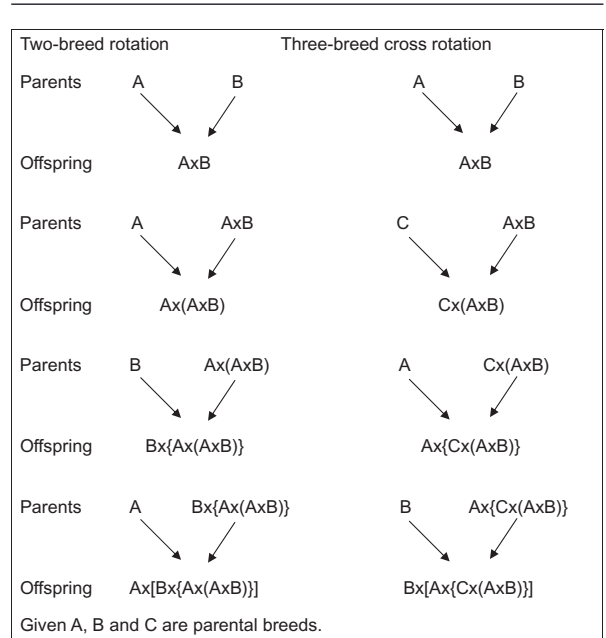 Two-breed rotation Three-breed cross rotation
Parents A B A B
Offspring AxB AxB
Parents A AxB C AxB
Offspring Ax(AxB) Cx(AxB)
Parents B Ax(AxB) A Cx(AxB)
Offspring Bx{Ax(AxB)} Ax{Cx(AxB)}
Parents A Bx{Ax(AxB)} B Ax{Cx(AxB)}
Offspring Ax[Bx{Ax(AxB)}] Bx[Ax{Cx(AxB)}]
Given A, B and C are parental breeds.